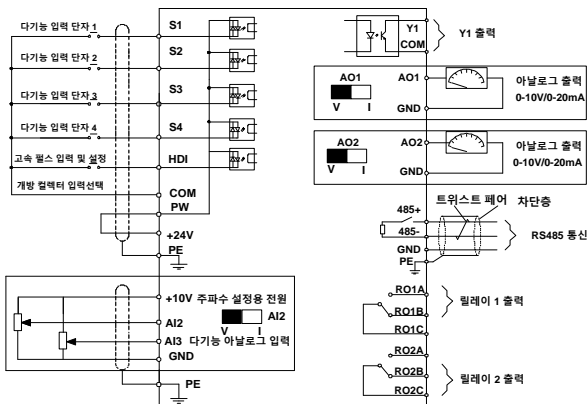 다기능 입력 단자 1
S1
다기능 입력 단자 2
S2
다기능 입력 단자 3
S3
다기능 입력 단자 4
S4
고속 펄스 입력 및 설정
HDI
개방 컬렉터 입력선택
COM
PW
+24V
PE
+10V 주파수 설정용 전원
AI2
V I
AI2
AI3 다기능 아날로그 입력
GND
PE
Y1
COM
Y1 출력
AO1
V I
AO1
GND
아날로그 출력
0-10V/0-20mA
AO2
V I
AO2
GND
아날로그 출력
0-10V/0-20mA
트위스트 페어 차단층
485+
485-
GND
PE
RS485 통신
RO1A
RO1B
RO1C
릴레이 1 출력
RO2A
RO2B
RO2C
릴레이 2 출력